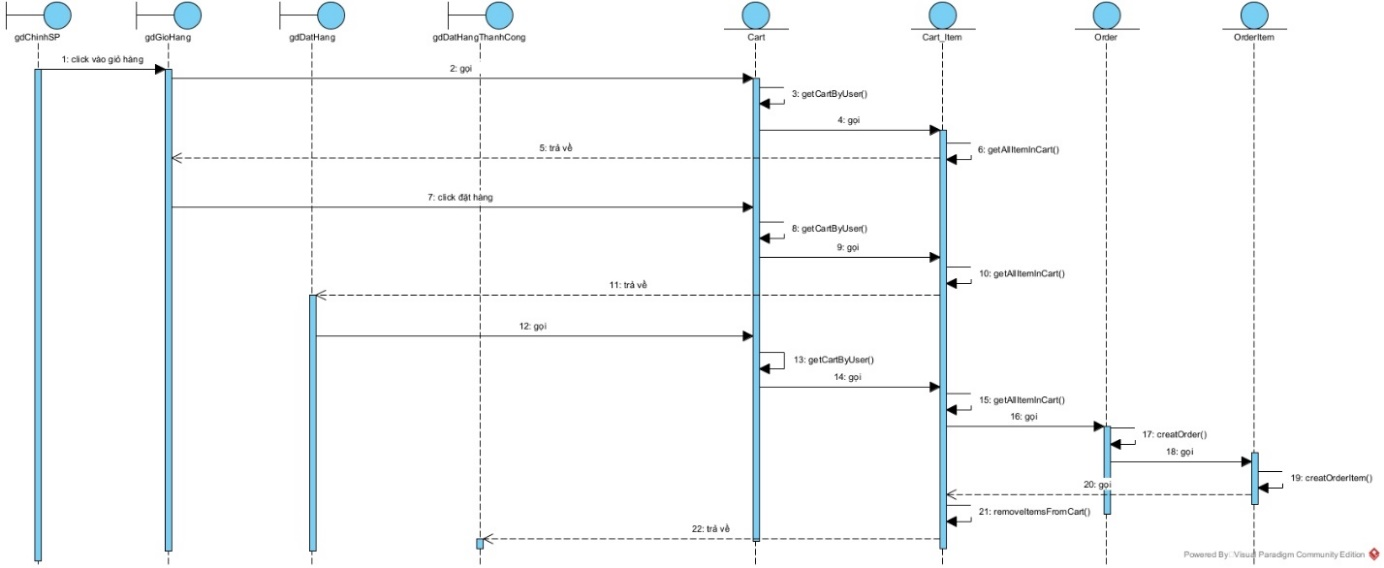 gdChinhSP
gdGioHang
gdDatHang
gdDatHangThanhCong
Cart
Cart_Item
Order
OrderItem
1: click vào giỏ hàng
2: gọi
3: getCartByUser()
4: gọi
5: trả về
6: getAllItemInCart()
7: click đặt hàng
8: getCartByUser()
9: gọi
10: getAllItemInCart()
11: trả về
12: gọi
13: getCartByUser()
14: gọi
15: getAllItemInCart()
16: gọi
17: creatOrder()
18: gọi
19: creatOrderItem()
20: gọi
21: removeItemsFromCart()
22: trả về
Powered By Visual Paradigm Community Edition